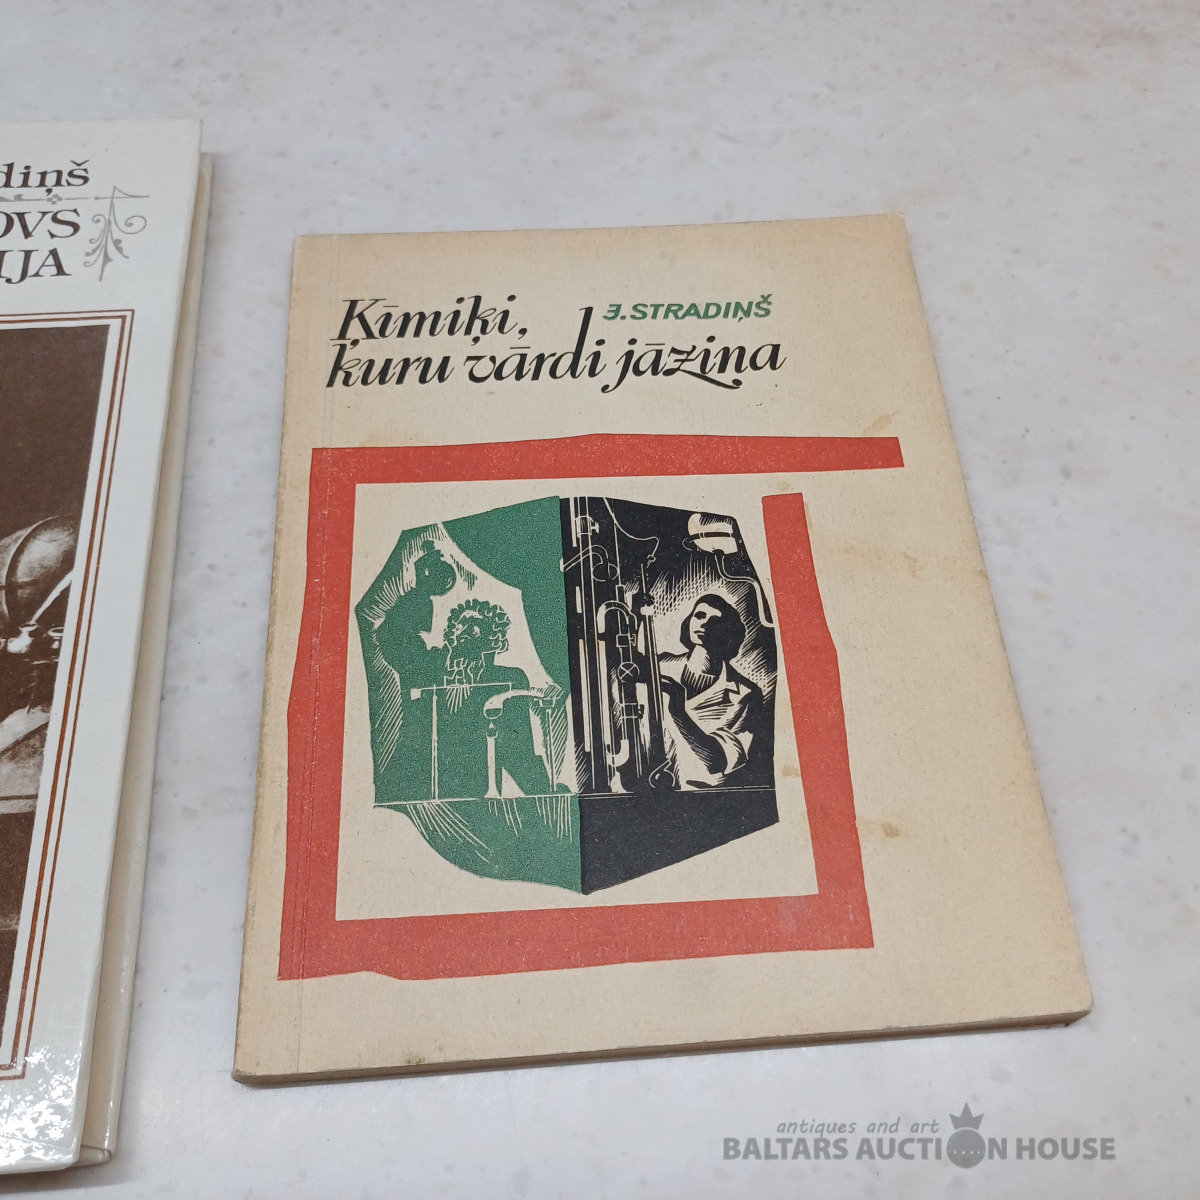 diņš
OVS
IJA
Ķīmiķi,
J. STRADIŅŠ
kuru vārdi jāzina
antiques and art
BALTARS AUCTION HOUSE